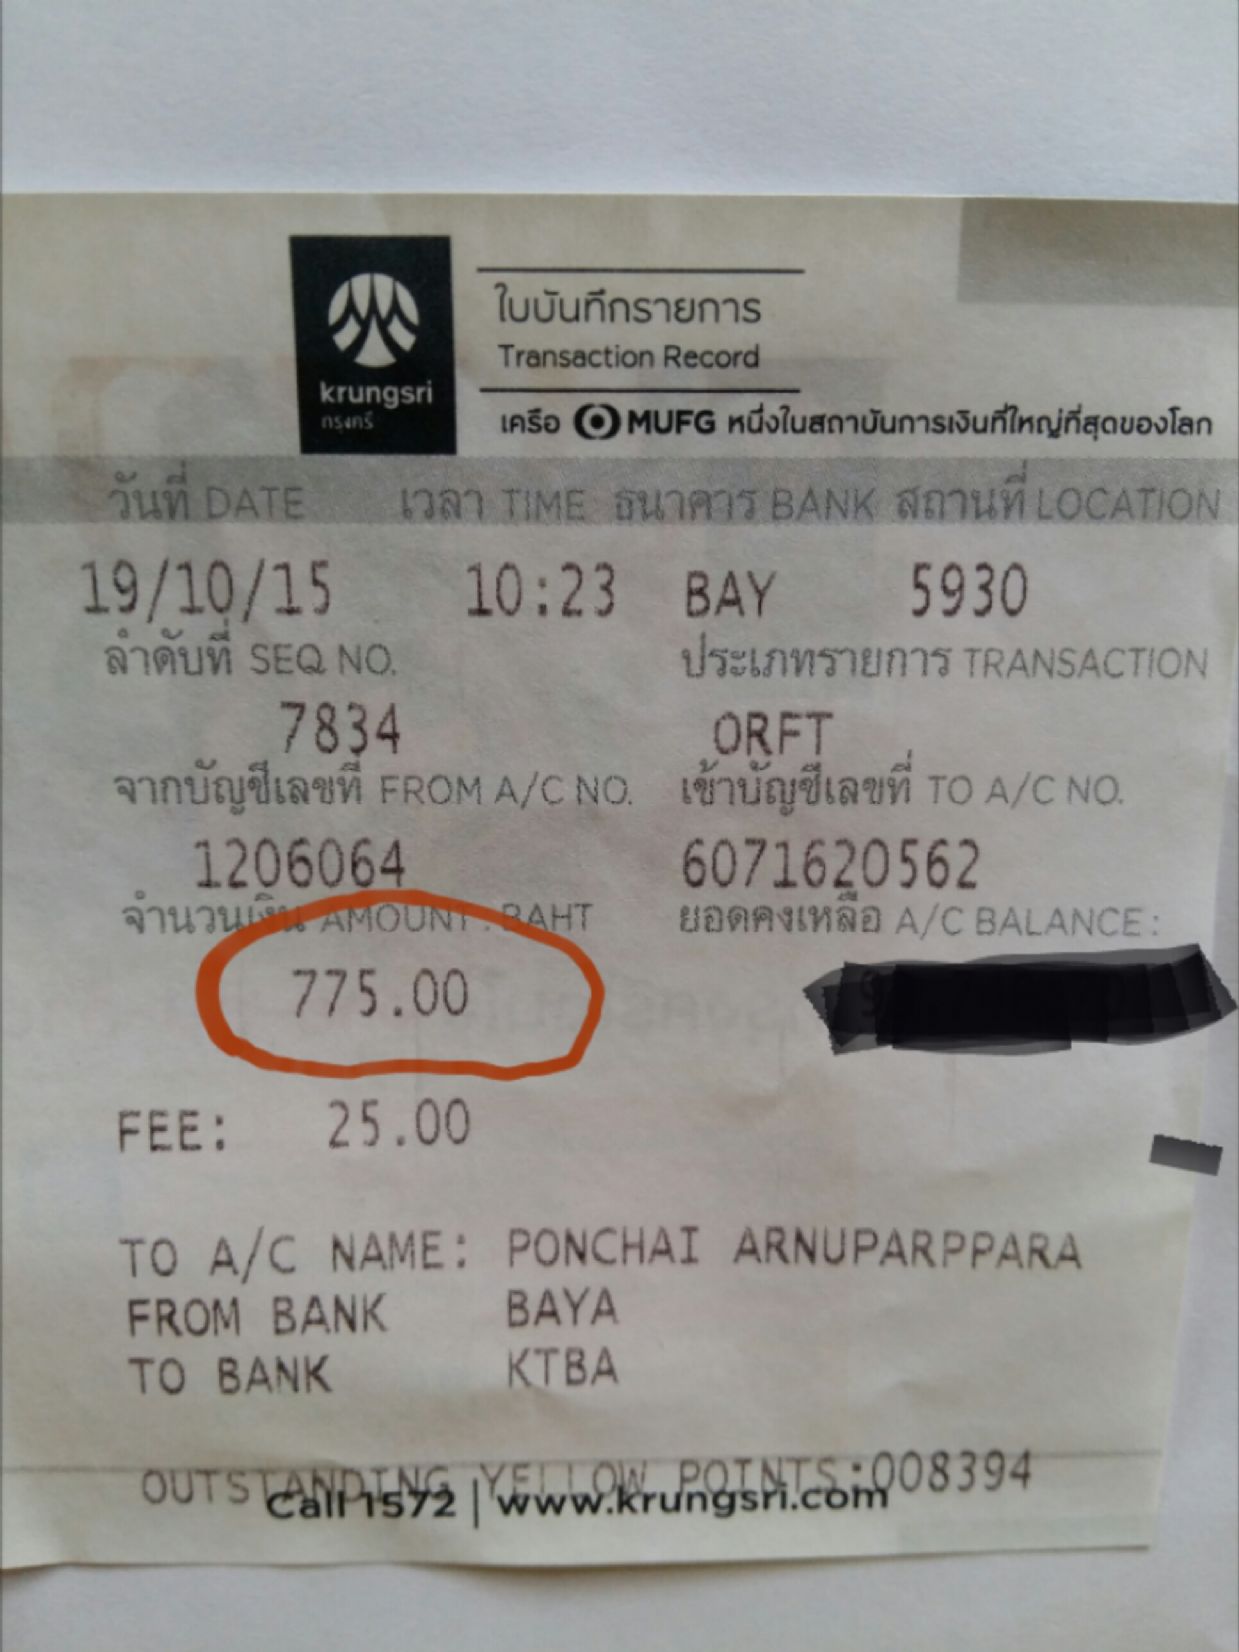 ใบบันทึกรายการ
Transaction Record
krungsri
กรุงศรี
เครือ MUFG หนึ่งในสถาบันการเงินที่ใหญ่ที่สุดของโลก
วันที่ DATE เวลา TIME ธนาคาร BANK สถานที่ LOCATION
19/10/15 10:23 BAY 5930
ลำดับที่ SEQ NO. ประเภทรายการ TRANSACTION
7834 ORFT
จากบัญชีเลขที่ FROM A/C NO. เข้าบัญชีเลขที่ TO A/C NO.
1206064 6071620562
จำนวนเงิน AMOUNT : BAHT ยอดคงเหลือ A/C BALANCE :
775.00
FEE: 25.00
TO A/C NAME: PONCHAI ARNUPARPPARA
FROM BANK BAYA
TO BANK KTBA
OUTSTANDING YELLOW POINTS:008394
Call 1572 | www.krungsri.com